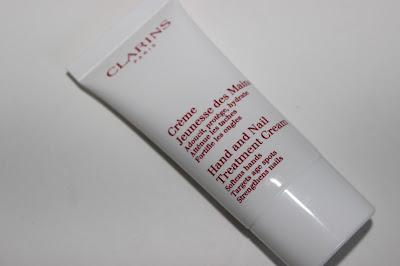 CLARINS
PARIS
Crème
Jeunesse des Mains
Adoucit, protège, hydrate
Atténue les taches
Fortifie les ongles
Hand and Nail
Treatment Cream
Softens hands
Targets age spots
Strengthens nails